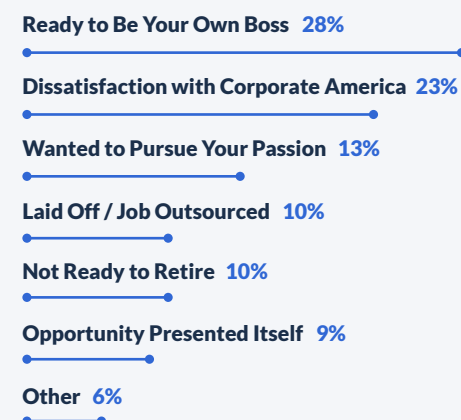 Ready to Be Your Own Boss 28%
Dissatisfaction with Corporate America 23%
Wanted to Pursue Your Passion 13%
Laid Off / Job Outsourced 10%
Not Ready to Retire 10%
Opportunity Presented Itself 9%
Other 6%